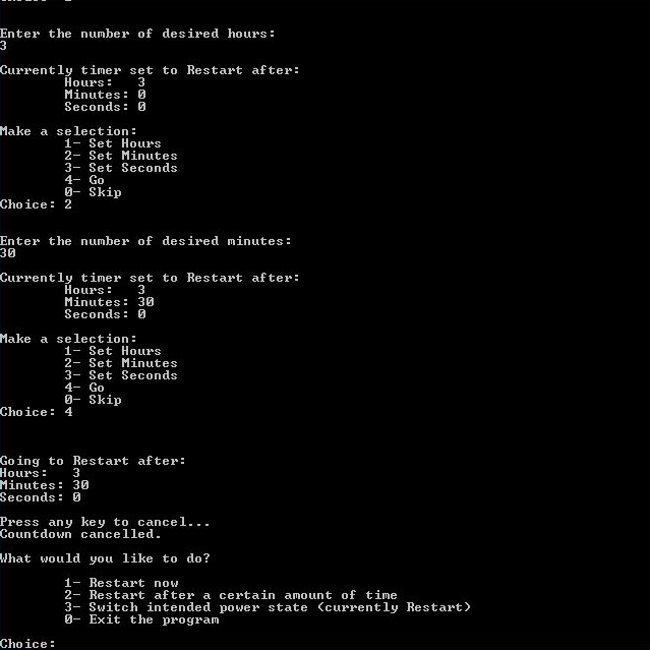 Enter the number of desired hours:
3
Currently timer set to Restart after:
Hours: 3
Minutes: 0
Seconds: 0
Make a selection:
1- Set Hours
2- Set Minutes
3- Set Seconds
4- Go
0- Skip
Choice: 2
Enter the number of desired minutes:
30
Currently timer set to Restart after:
Hours: 3
Minutes: 30
Seconds: 0
Make a selection:
1- Set Hours
2- Set Minutes
3- Set Seconds
4- Go
0- Skip
Choice: 4
Going to Restart after:
Hours: 3
Minutes: 30
Seconds: 0
Press any key to cancel...
Countdown cancelled.
What would you like to do?
1- Restart now
2- Restart after a certain amount of time
3- Switch intended power state (currently Restart)
0- Exit the program
Choice: